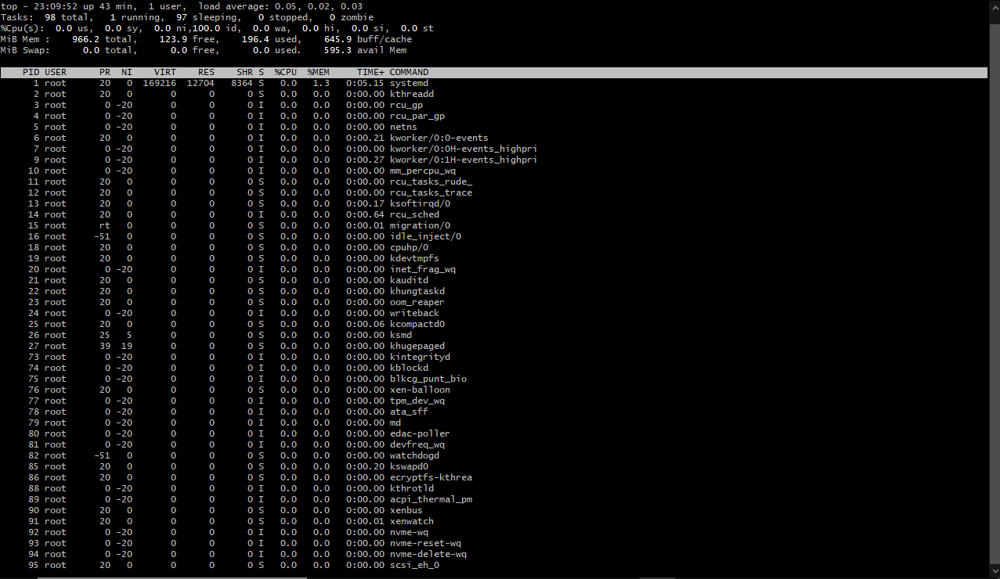 top - 23:09:52 up 43 min,  1 user,  load average: 0.05, 0.02, 0.03
Tasks:  98 total,   1 running,  97 sleeping,   0 stopped,   0 zombie
%Cpu(s):  0.0 us,  0.0 sy,  0.0 ni,100.0 id,  0.0 wa,  0.0 hi,  0.0 si,  0.0 st
MiB Mem :    966.2 total,    123.9 free,    196.4 used,    645.9 buff/cache
MiB Swap:      0.0 total,      0.0 free,      0.0 used.    595.3 avail Mem
PID USER      PR  NI    VIRT    RES    SHR S  %CPU  %MEM     TIME+ COMMAND
1 root      20   0  169216  12704   8364 S   0.0   1.3   0:05.15 systemd
2 root      20   0       0      0      0 S   0.0   0.0   0:00.00 kthreadd
3 root       0 -20       0      0      0 I   0.0   0.0   0:00.00 rcu_gp
4 root       0 -20       0      0      0 I   0.0   0.0   0:00.00 rcu_par_gp
5 root       0 -20       0      0      0 I   0.0   0.0   0:00.00 netns
6 root      20   0       0      0      0 I   0.0   0.0   0:00.21 kworker/0:0-events
7 root       0 -20       0      0      0 I   0.0   0.0   0:00.00 kworker/0:0H-events_highpri
9 root       0 -20       0      0      0 I   0.0   0.0   0:00.27 kworker/0:1H-events_highpri
10 root       0 -20       0      0      0 I   0.0   0.0   0:00.00 mm_percpu_wq
11 root      20   0       0      0      0 S   0.0   0.0   0:00.00 rcu_tasks_rude_
12 root      20   0       0      0      0 S   0.0   0.0   0:00.00 rcu_tasks_trace
13 root      20   0       0      0      0 S   0.0   0.0   0:00.17 ksoftirqd/0
14 root      20   0       0      0      0 I   0.0   0.0   0:00.64 rcu_sched
15 root      rt   0       0      0      0 S   0.0   0.0   0:00.01 migration/0
16 root     -51   0       0      0      0 S   0.0   0.0   0:00.00 idle_inject/0
18 root      20   0       0      0      0 S   0.0   0.0   0:00.00 cpuhp/0
19 root      20   0       0      0      0 S   0.0   0.0   0:00.00 kdevtmpfs
20 root       0 -20       0      0      0 I   0.0   0.0   0:00.00 inet_frag_wq
21 root      20   0       0      0      0 S   0.0   0.0   0:00.00 kauditd
22 root      20   0       0      0      0 S   0.0   0.0   0:00.00 khungtaskd
23 root      20   0       0      0      0 S   0.0   0.0   0:00.00 oom_reaper
24 root       0 -20       0      0      0 I   0.0   0.0   0:00.00 writeback
25 root      20   0       0      0      0 S   0.0   0.0   0:00.06 kcompactd0
26 root      25   5       0      0      0 S   0.0   0.0   0:00.00 ksmd
27 root      39  19       0      0      0 S   0.0   0.0   0:00.00 khugepaged
73 root       0 -20       0      0      0 I   0.0   0.0   0:00.00 kintegrityd
74 root       0 -20       0      0      0 I   0.0   0.0   0:00.00 kblockd
75 root       0 -20       0      0      0 I   0.0   0.0   0:00.00 blkcg_punt_bio
76 root      20   0       0      0      0 S   0.0   0.0   0:00.00 xen-balloon
77 root       0 -20       0      0      0 I   0.0   0.0   0:00.00 tpm_dev_wq
78 root       0 -20       0      0      0 I   0.0   0.0   0:00.00 ata_sff
79 root       0 -20       0      0      0 I   0.0   0.0   0:00.00 md
80 root       0 -20       0      0      0 I   0.0   0.0   0:00.00 edac-poller
81 root       0 -20       0      0      0 I   0.0   0.0   0:00.00 devfreq_wq
82 root     -51   0       0      0      0 S   0.0   0.0   0:00.00 watchdogd
85 root      20   0       0      0      0 S   0.0   0.0   0:00.20 kswapd0
86 root      20   0       0      0      0 S   0.0   0.0   0:00.00 ecryptfs-kthrea
88 root       0 -20       0      0      0 I   0.0   0.0   0:00.00 kthrotld
89 root       0 -20       0      0      0 I   0.0   0.0   0:00.00 acpi_thermal_pm
90 root      20   0       0      0      0 S   0.0   0.0   0:00.00 xenbus
91 root      20   0       0      0      0 S   0.0   0.0   0:00.01 xenwatch
92 root       0 -20       0      0      0 I   0.0   0.0   0:00.00 nvme-wq
93 root       0 -20       0      0      0 I   0.0   0.0   0:00.00 nvme-reset-wq
94 root       0 -20       0      0      0 I   0.0   0.0   0:00.00 nvme-delete-wq
95 root      20   0       0      0      0 S   0.0   0.0   0:00.00 scsi_eh_0